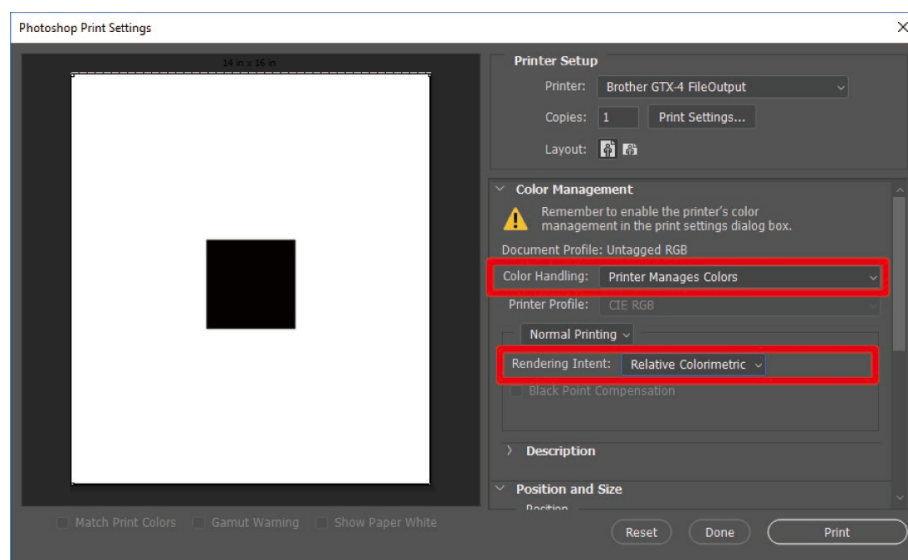 Photoshop Print Settings
14 in x 16 in
Printer Setup
Printer: Brother GTX-4 FileOutput
Copies: 1 Print Settings...
Layout:
Color Management
Remember to enable the printer's color
management in the print settings dialog box.
Document Profile: Untagged RGB
Color Handling: Printer Manages Colors
Printer Profile: CIE RGB
Normal Printing
Rendering Intent: Relative Colorimetric
Black Point Compensation
Description
Position and Size
Position
Match Print Colors Gamut Warning Show Paper White
Reset Done Print